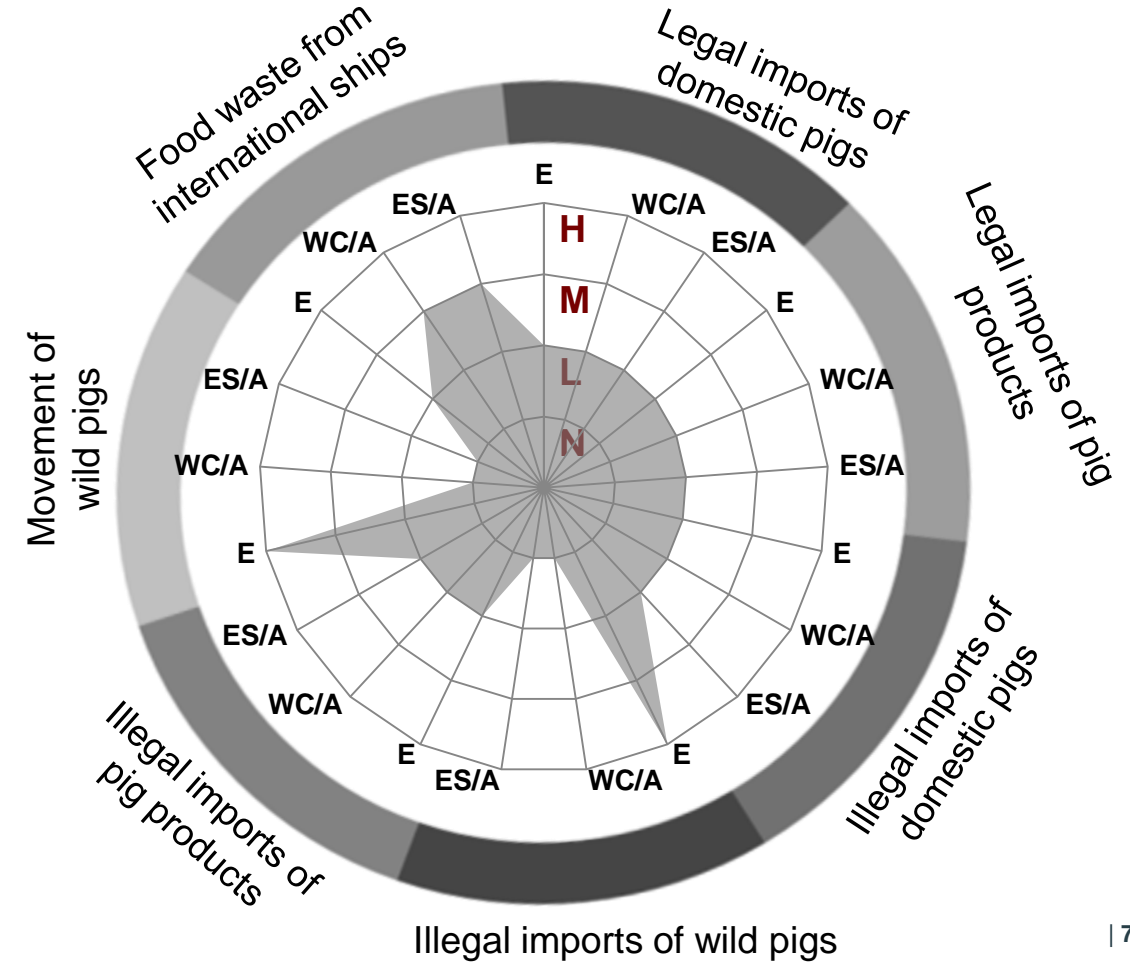 Food waste from
international ships
Legal imports of
domestic pigs
Legal imports of pig
products
Illegal imports of
domestic pigs
Illegal imports of wild pigs
Illegal imports of
pig products
Movement of
wild pigs
E
WC/A
ES/A
E
WC/A
ES/A
E
WC/A
ES/A
E
WC/A
ES/A
E
WC/A
ES/A
E
WC/A
ES/A
E
WC/A
ES/A
H
M
L
N
| 7